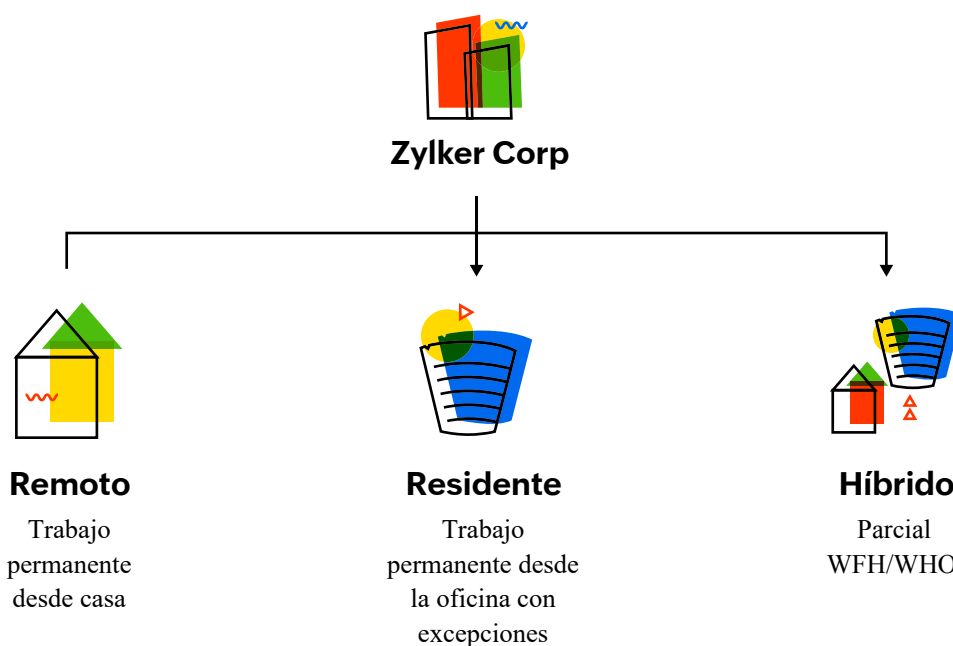 Zylker Corp
Remoto
Trabajo
permanente
desde casa
Residente
Trabajo
permanente desde
la oficina con
excepciones
Híbrido
Parcial
WFH/WHO